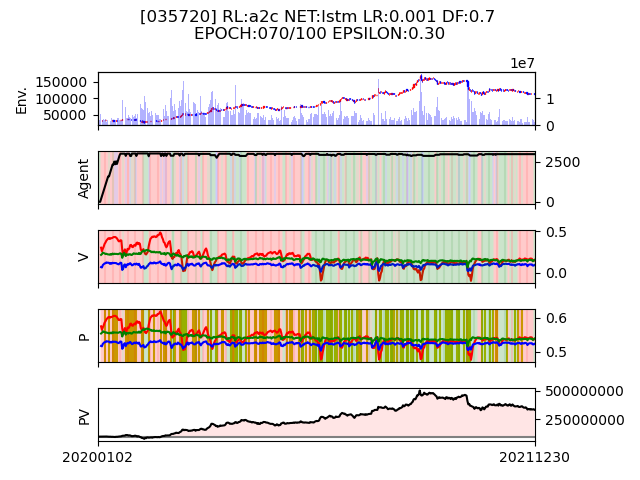 [035720] RL:a2c NET:lstm LR:0.001 DF:0.7
EPOCH:070/100 EPSILON:0.30
1e7
Env.
150000
100000
50000
1
0
Agent
2500
0
V
0.5
0.0
P
0.6
0.5
PV
500000000
250000000
20200102
20211230